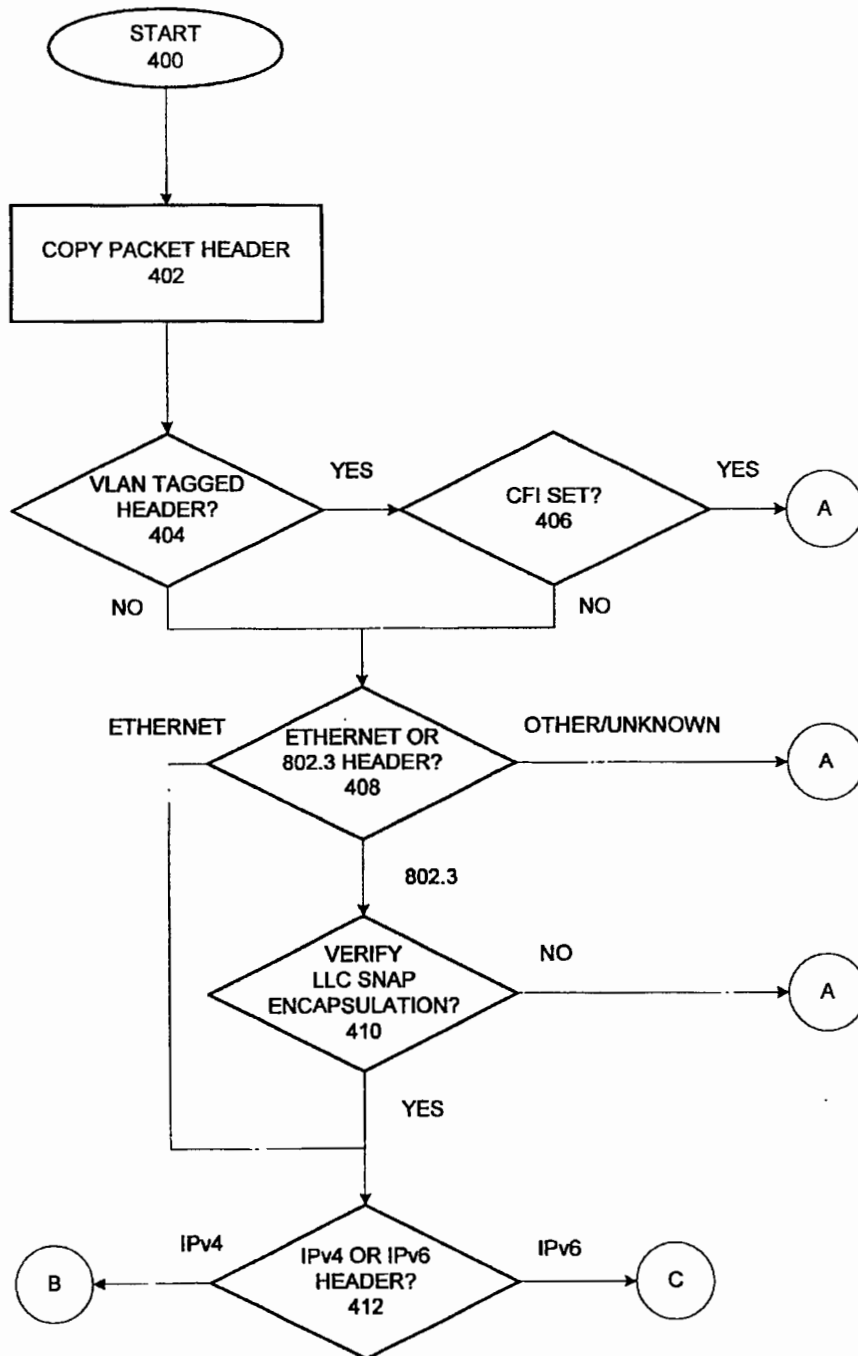 START
400
COPY PACKET HEADER
402
VLAN TAGGED
HEADER?
404
YES
CFI SET?
406
YES
A
NO
NO
ETHERNET
ETHERNET OR
802.3 HEADER?
408
OTHER/UNKNOWN
A
802.3
VERIFY
LLC SNAP
ENCAPSULATION?
410
NO
A
YES
IPv4
IPv4 OR IPv6
HEADER?
412
IPv6
B
C